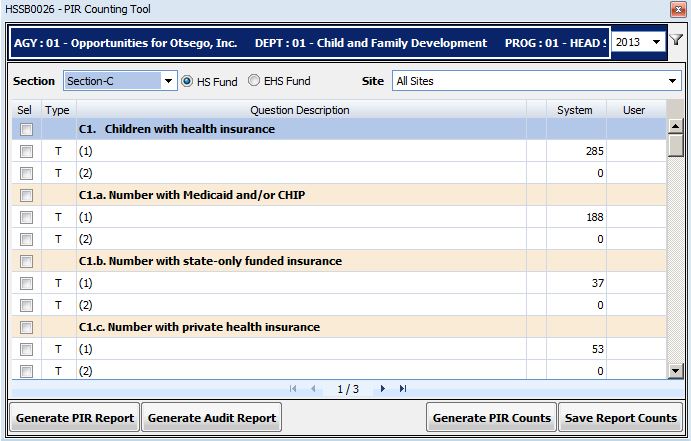 HSSB0026 - PIR Counting Tool
AGY : 01 - Opportunities for Otsego, Inc. DEPT : 01 - Child and Family Development PROG : 01 - HEAD S 2013
Section Section-C HS Fund EHS Fund Site All Sites
Sel Type Question Description System User
C1. Children with health insurance
T (1) 285
T (2) 0
C1.a. Number with Medicaid and/or CHIP
T (1) 188
T (2) 0
C1.b. Number with state-only funded insurance
T (1) 37
T (2) 0
C1.c. Number with private health insurance
T (1) 53
T (2) 0
1 / 3
Generate PIR Report Generate Audit Report Generate PIR Counts Save Report Counts